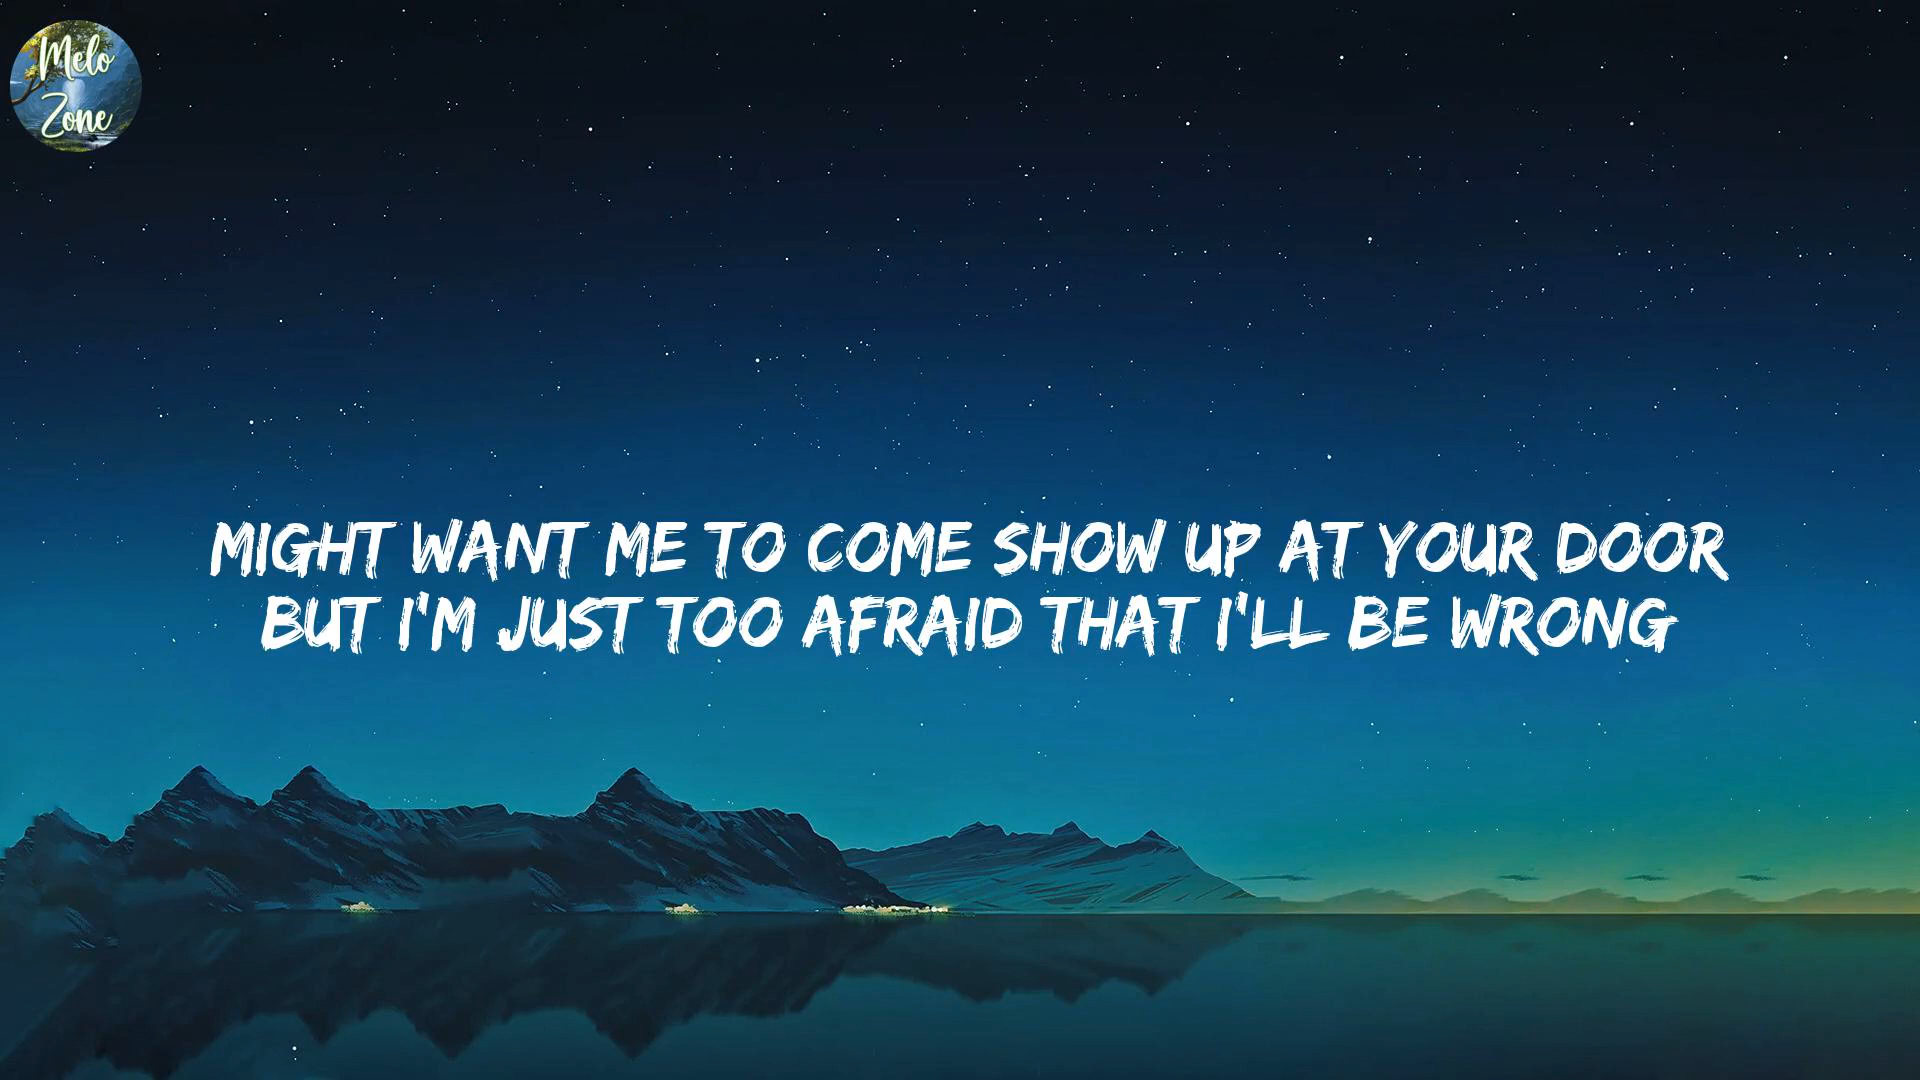 Melo
Zone
MIGHT WANT ME TO COME SHOW UP AT YOUR DOOR
BUT I'M JUST TOO AFRAID THAT I'LL BE WRONG